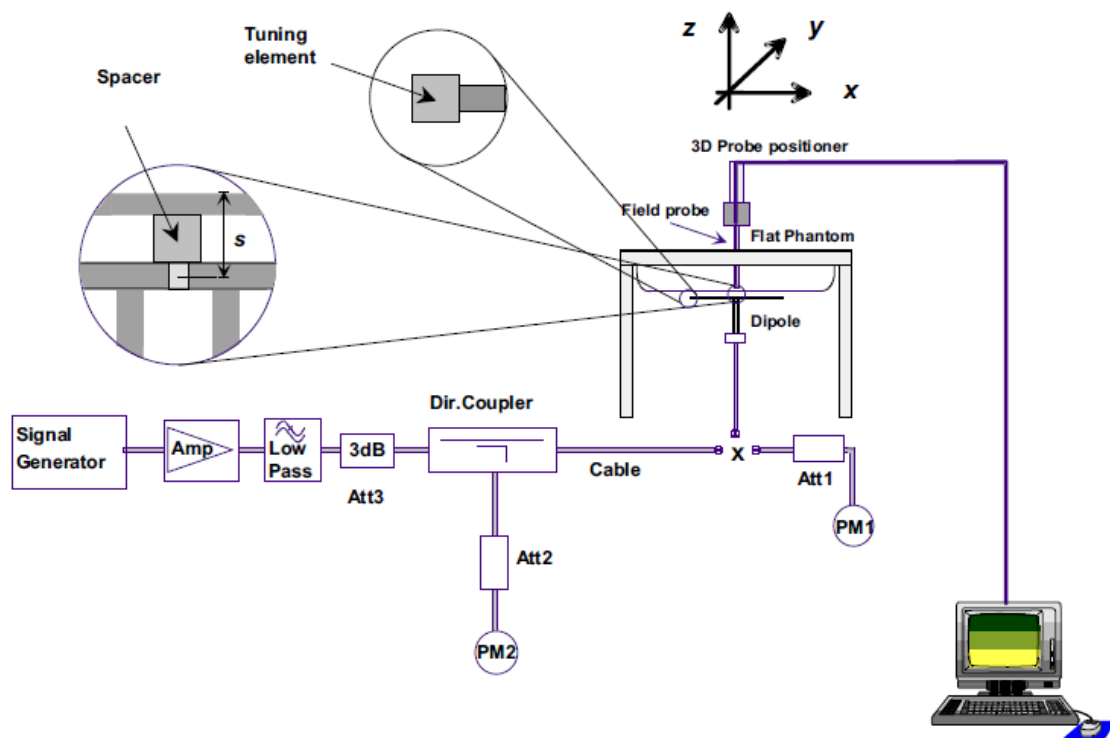 Tuning
element
Spacer
s
z
y
x
3D Probe positioner
Field probe
Flat Phantom
Dipole
Dir.Coupler
Signal
Generator
Amp
Low
Pass
3dB
Att3
Cable
x
Att1
PM1
Att2
PM2